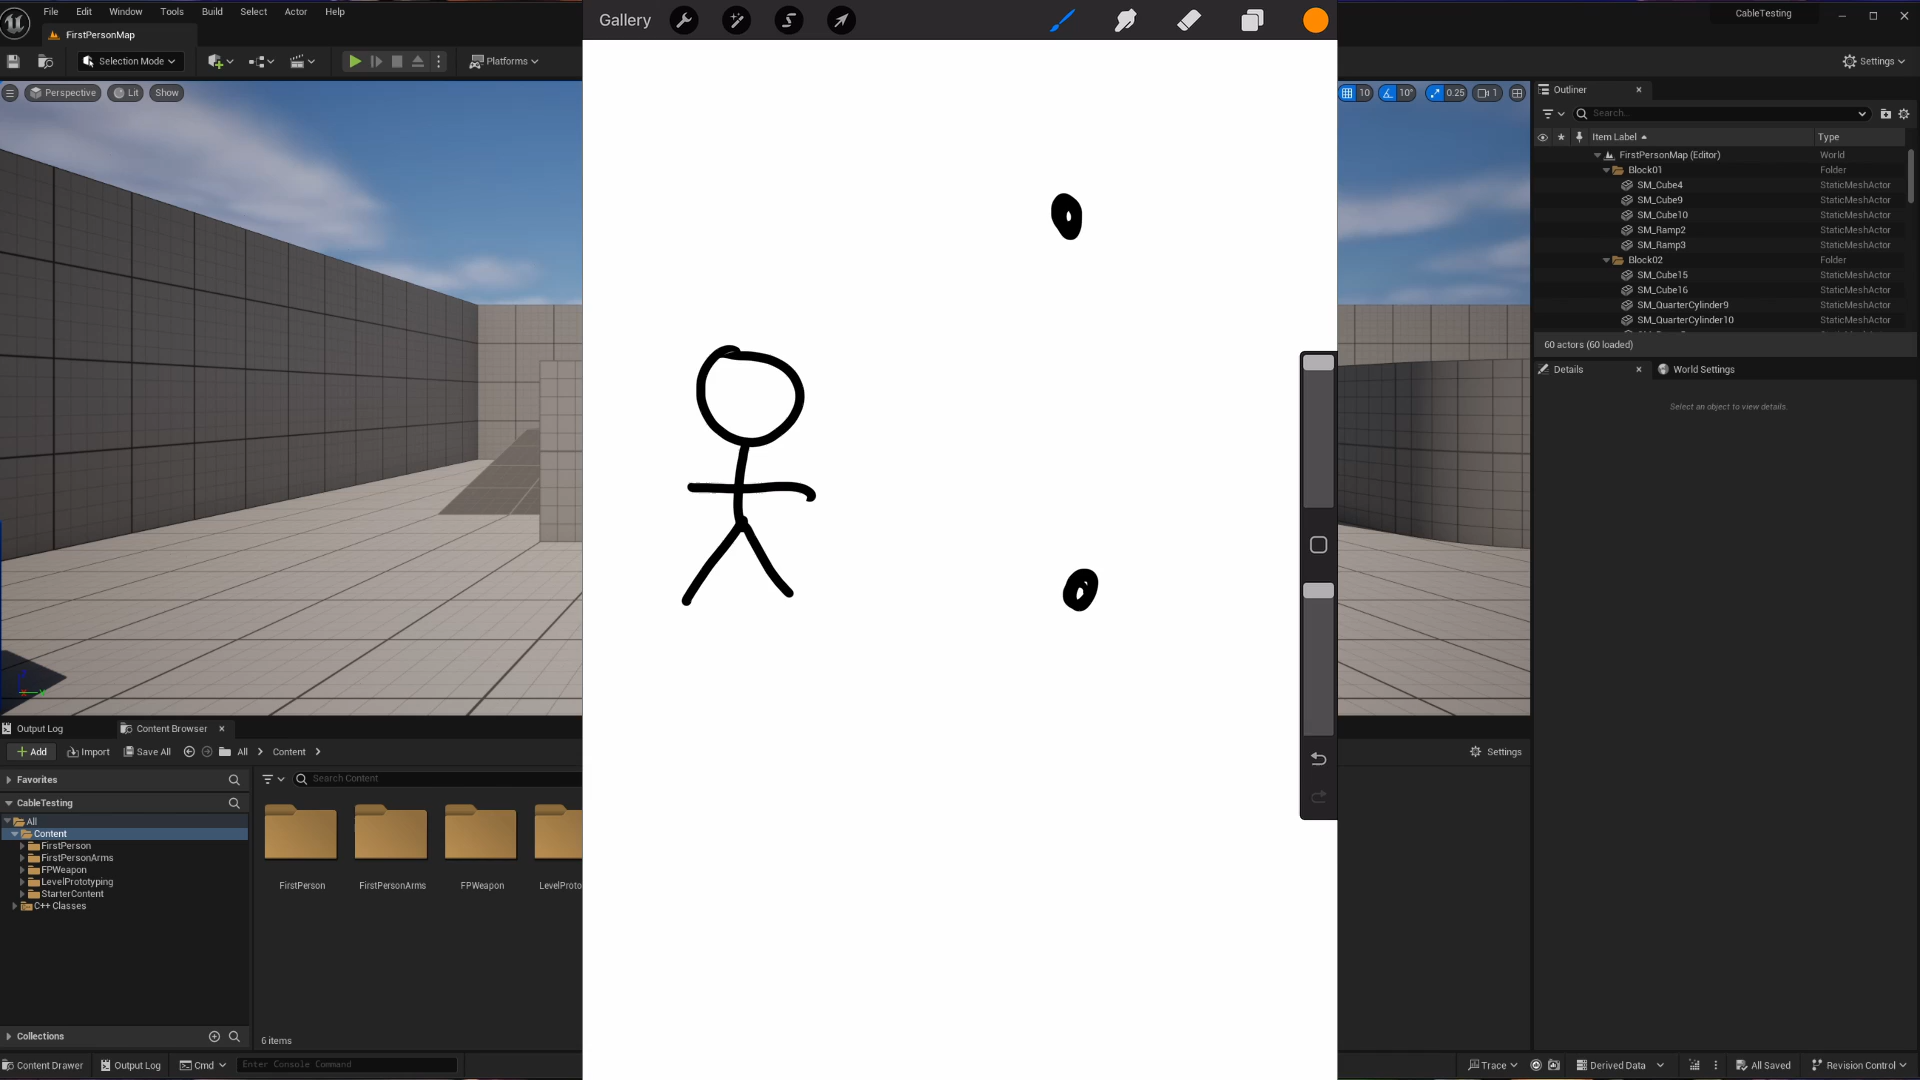 File Edit Window Tools Build Select Actor Help
Gallery
CableTesting
FirstPersonMap
Selection Mode
Platforms
Settings
Perspective Lit Show
10 10° 0.25 1
Outliner
Search...
Item Label Type
FirstPersonMap (Editor) World
Block01 Folder
SM_Cube4 StaticMeshActor
SM_Cube9 StaticMeshActor
SM_Cube10 StaticMeshActor
SM_Ramp2 StaticMeshActor
SM_Ramp3 StaticMeshActor
Block02 Folder
SM_Cube15 StaticMeshActor
SM_Cube16 StaticMeshActor
SM_QuarterCylinder9 StaticMeshActor
SM_QuarterCylinder10 StaticMeshActor
60 actors (60 loaded)
Details World Settings
Select an object to view details.
Output Log Content Browser
Add Import Save All All Content
Settings
Favorites
Search Content
CableTesting
All
Content
FirstPerson
FirstPersonArms
FPWeapon
LevelPrototyping
StarterContent
C++ Classes
FirstPerson FirstPersonArms FPWeapon LevelProto
Collections
6 items
Content Drawer Output Log Cmd Enter Console Command
Trace Derived Data All Saved Revision Control